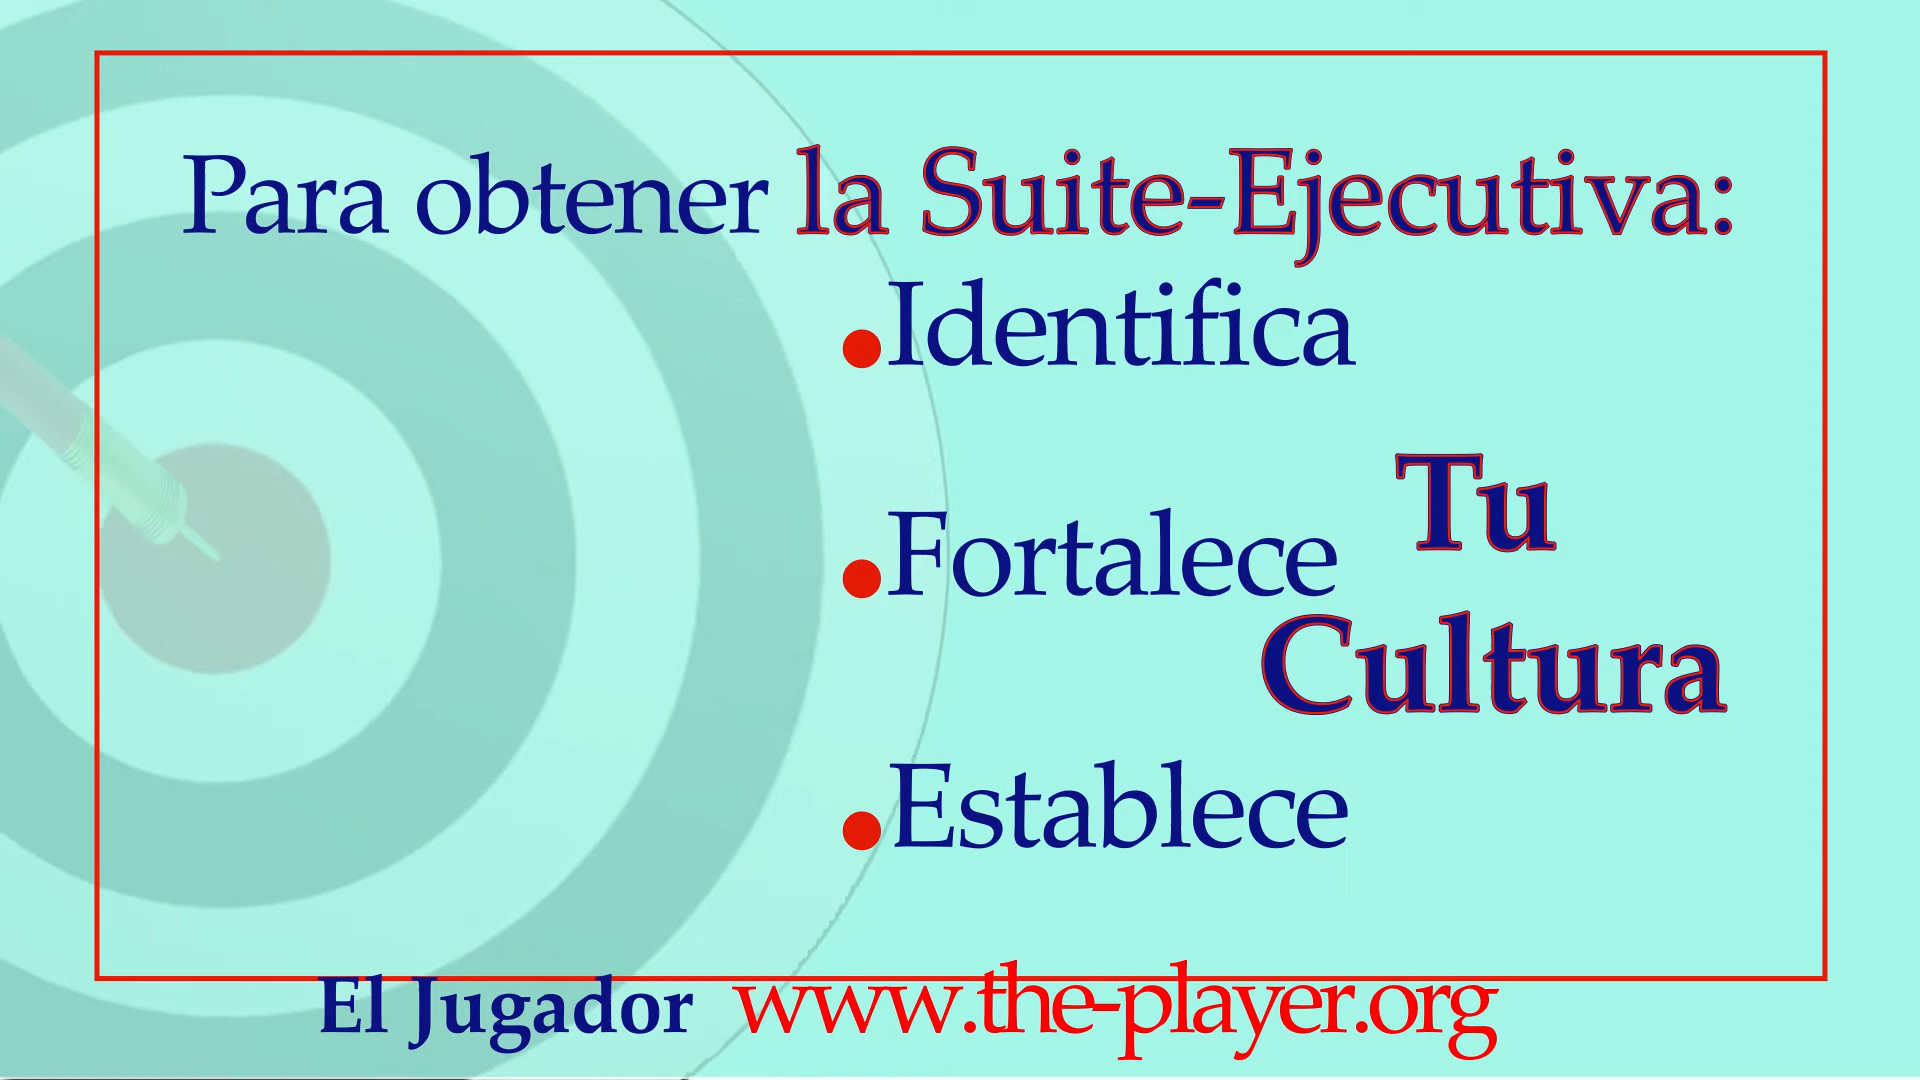 Para obtener la Suite-Ejecutiva:
•Identifica
•Fortalece
Tu
Cultura
•Establece
El Jugador www.the-player.org